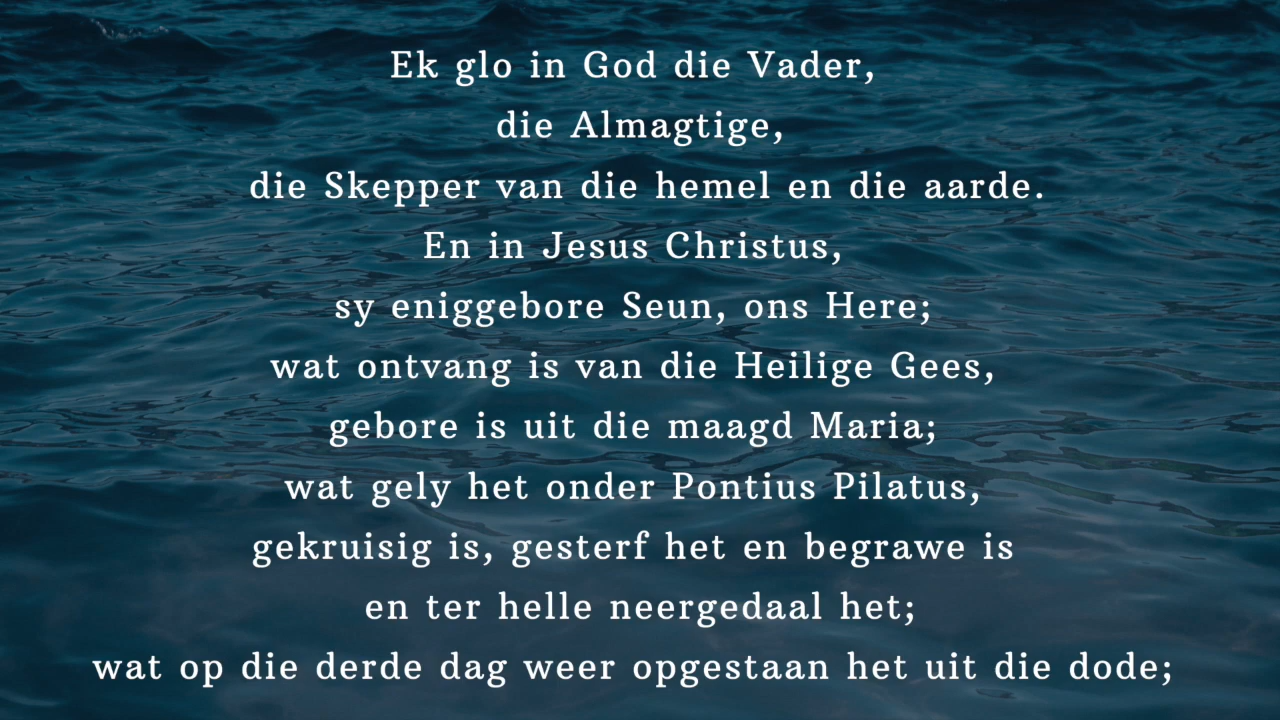 Ek glo in God die Vader,
die Almagtige,
die Skepper van die hemel en die aarde.
En in Jesus Christus,
sy eniggebore Seun, ons Here;
wat ontvang is van die Heilige Gees,
gebore is uit die maagd Maria;
wat gely het onder Pontius Pilatus,
gekruisig is, gesterf het en begrawe is
en ter helle neergedaal het;
wat op die derde dag weer opgestaan het uit die dode;